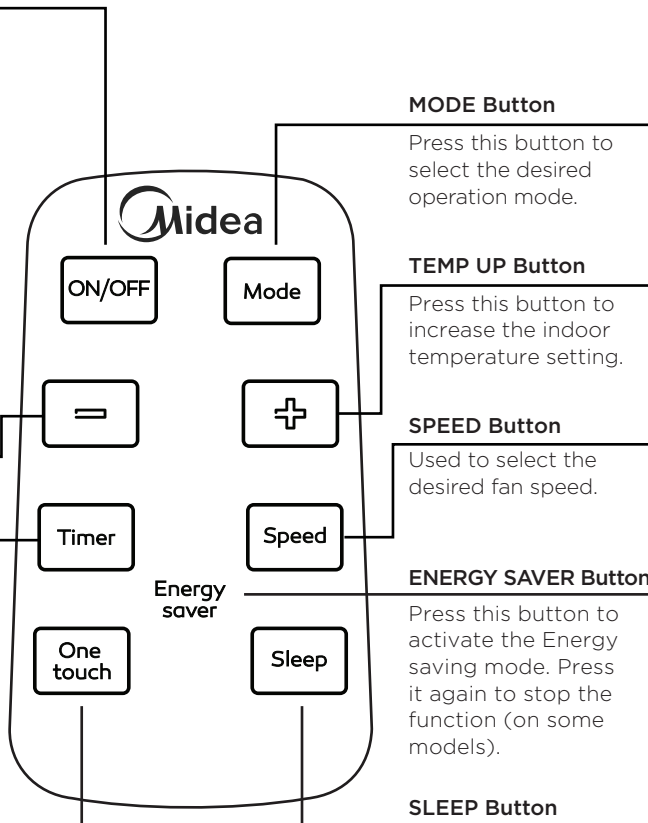 Midea
ON/OFF
Mode
Timer
Speed
Energy
saver
One
touch
Sleep
MODE Button
Press this button to
select the desired
operation mode.
TEMP UP Button
Press this button to
increase the indoor
temperature setting.
SPEED Button
Used to select the
desired fan speed.
ENERGY SAVER Button
Press this button to
activate the Energy
saving mode. Press
it again to stop the
function (on some
models).
SLEEP Button